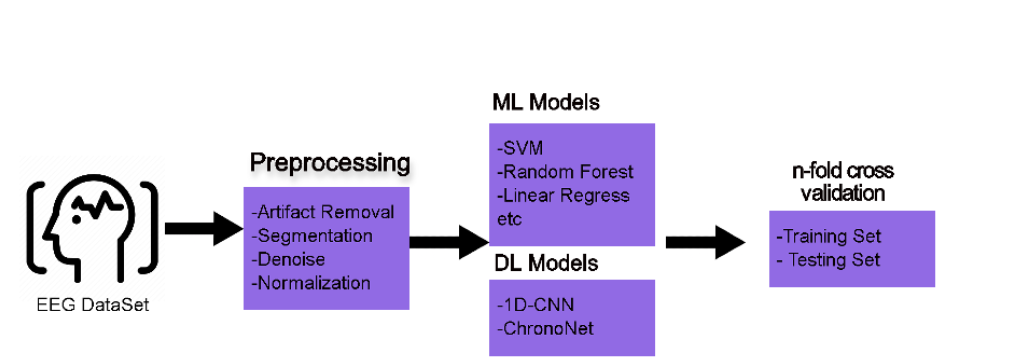 EEG DataSet
Preprocessing
-Artifact Removal
-Segmentation
-Denoise
-Normalization
ML Models
-SVM
-Random Forest
-Linear Regress
etc
DL Models
-1D-CNN
-ChronoNet
n-fold cross
validation
-Training Set
- Testing Set